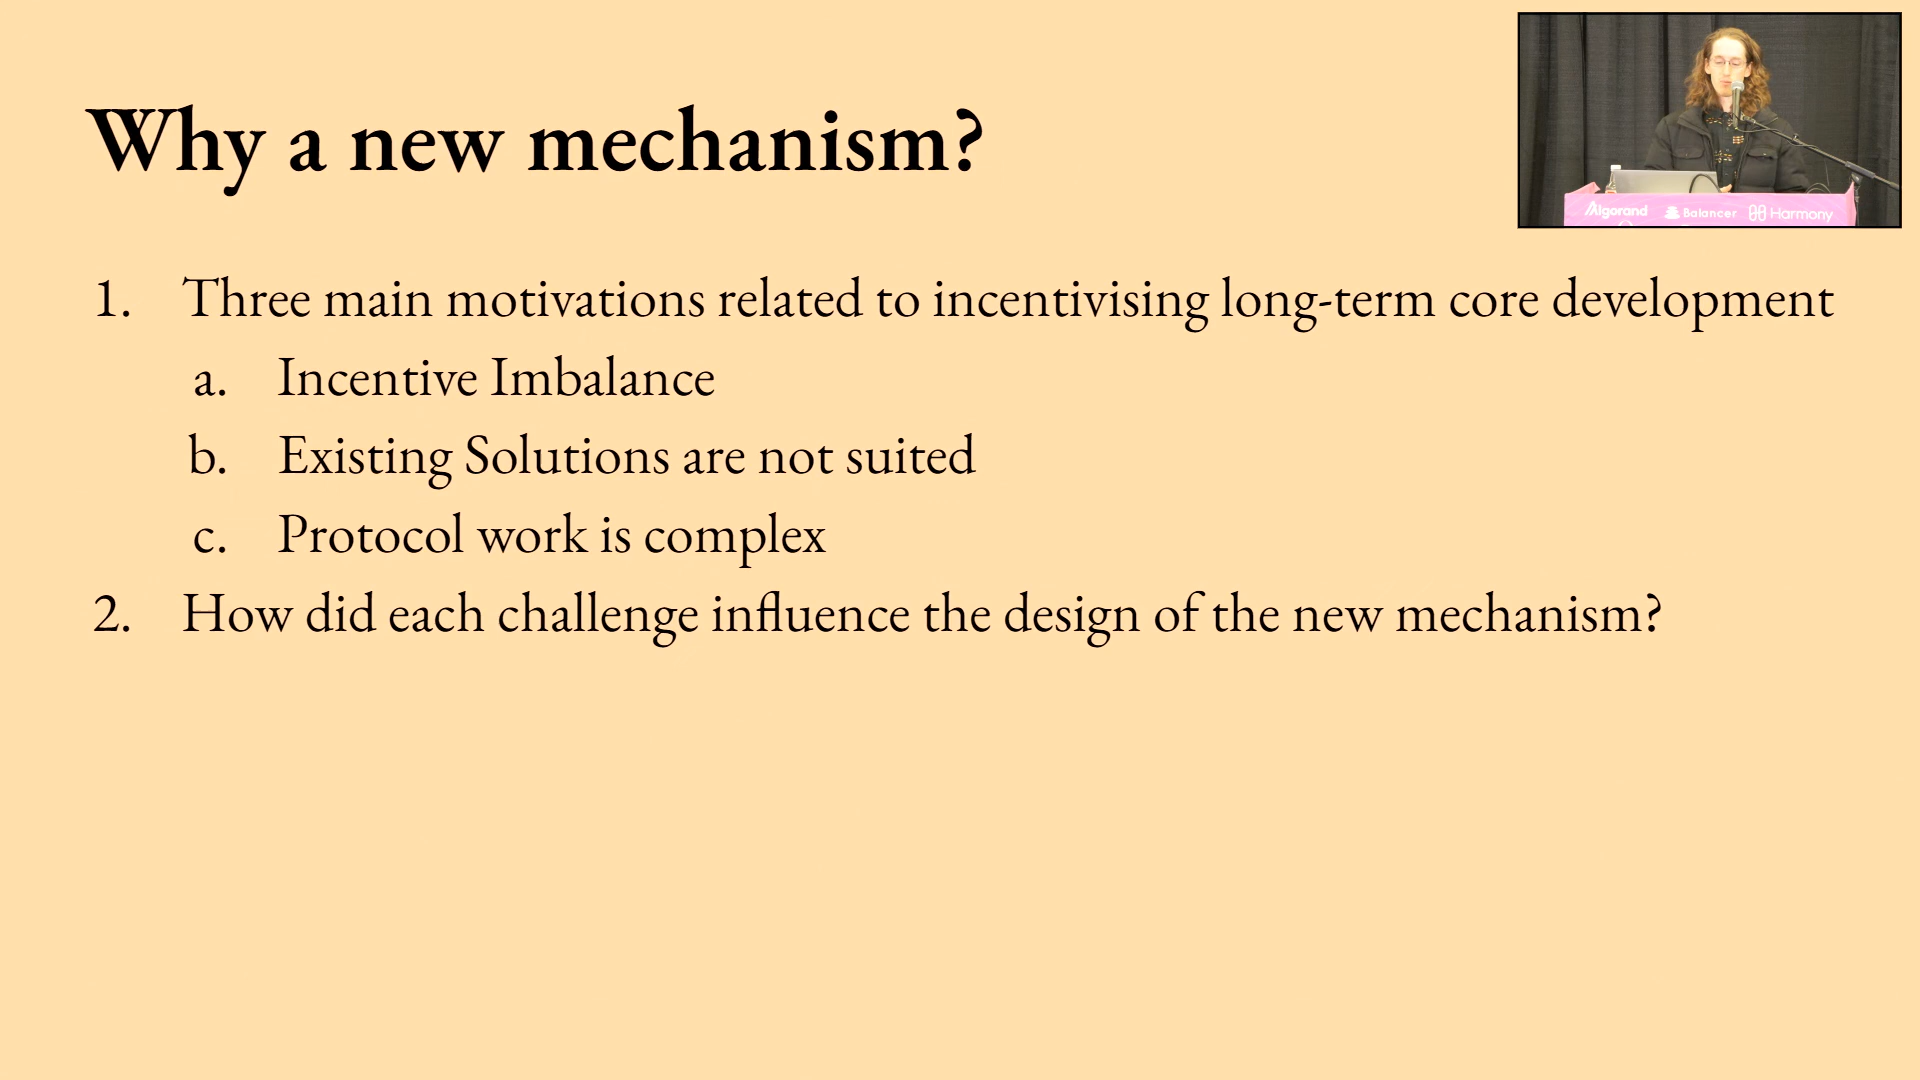 Why a new mechanism?
1. Three main motivations related to incentivising long-term core development
a. Incentive Imbalance
b. Existing Solutions are not suited
c. Protocol work is complex
2. How did each challenge influence the design of the new mechanism?
Algorand Balancer Harmony